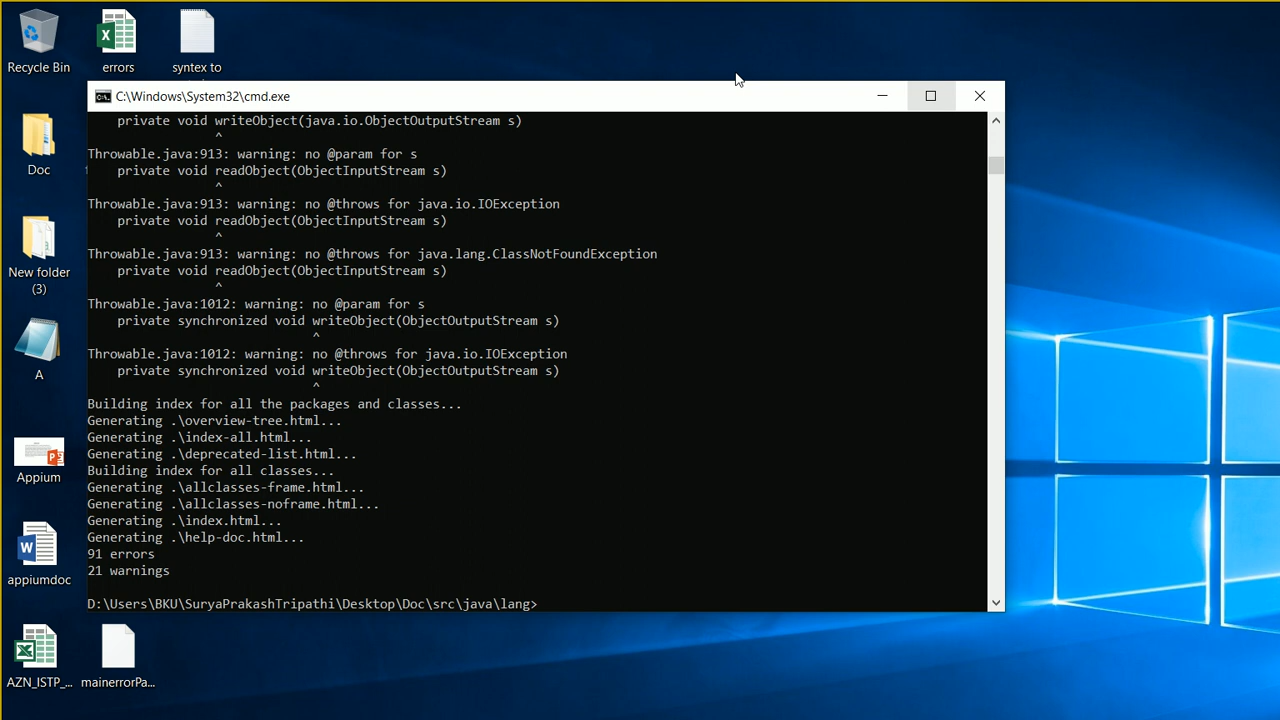 Recycle Bin
errors
syntex to
Doc
New folder
(3)
A
Appium
appiumdoc
AZN_ISTP_...
mainerrorPa...
C:\Windows\System32\cmd.exe
private void writeObject(java.io.ObjectOutputStream s)
^
Throwable.java:913: warning: no @param for s
private void readObject(ObjectInputStream s)
^
Throwable.java:913: warning: no @throws for java.io.IOException
private void readObject(ObjectInputStream s)
^
Throwable.java:913: warning: no @throws for java.lang.ClassNotFoundException
private void readObject(ObjectInputStream s)
^
Throwable.java:1012: warning: no @param for s
private synchronized void writeObject(ObjectOutputStream s)
^
Throwable.java:1012: warning: no @throws for java.io.IOException
private synchronized void writeObject(ObjectOutputStream s)
^
Building index for all the packages and classes...
Generating .\overview-tree.html...
Generating .\index-all.html...
Generating .\deprecated-list.html...
Building index for all classes...
Generating .\allclasses-frame.html...
Generating .\allclasses-noframe.html...
Generating .\index.html...
Generating .\help-doc.html...
91 errors
21 warnings
D:\Users\BKU\SuryaPrakashTripathi\Desktop\Doc\src\java\lang>